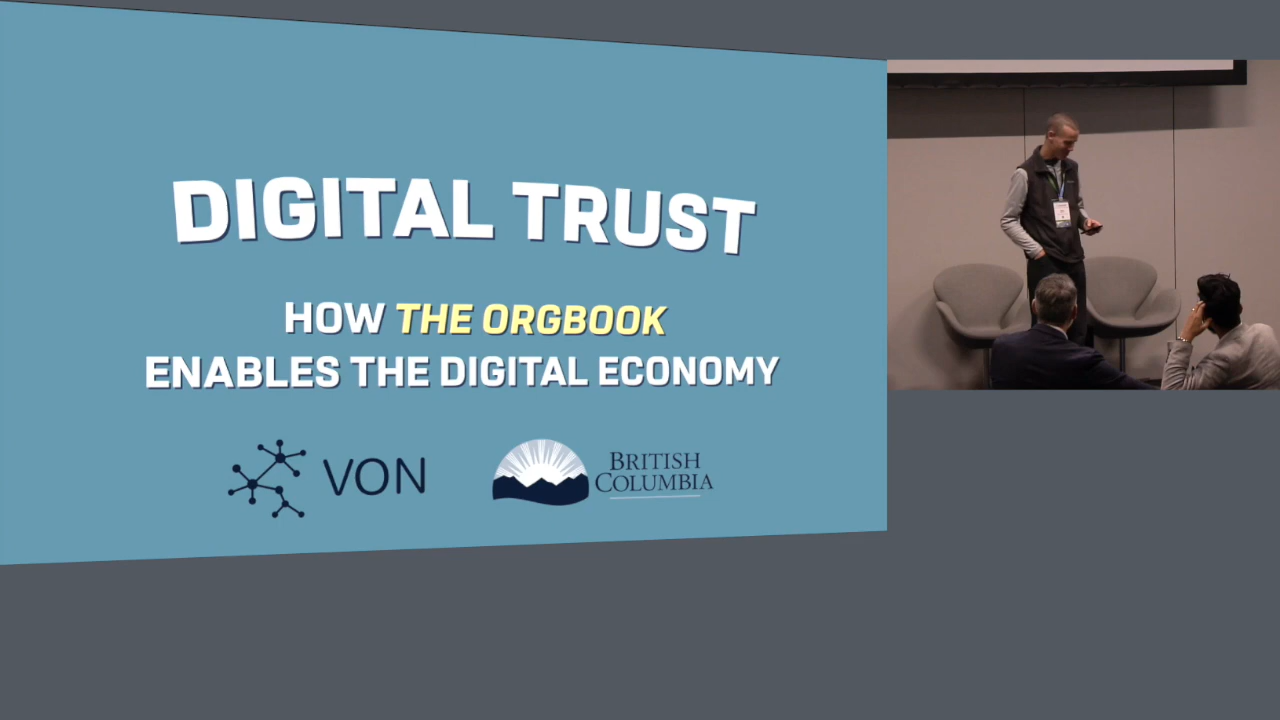 DIGITAL TRUST
HOW THE ORGBOOK
ENABLES THE DIGITAL ECONOMY
VON
BRITISH
COLUMBIA